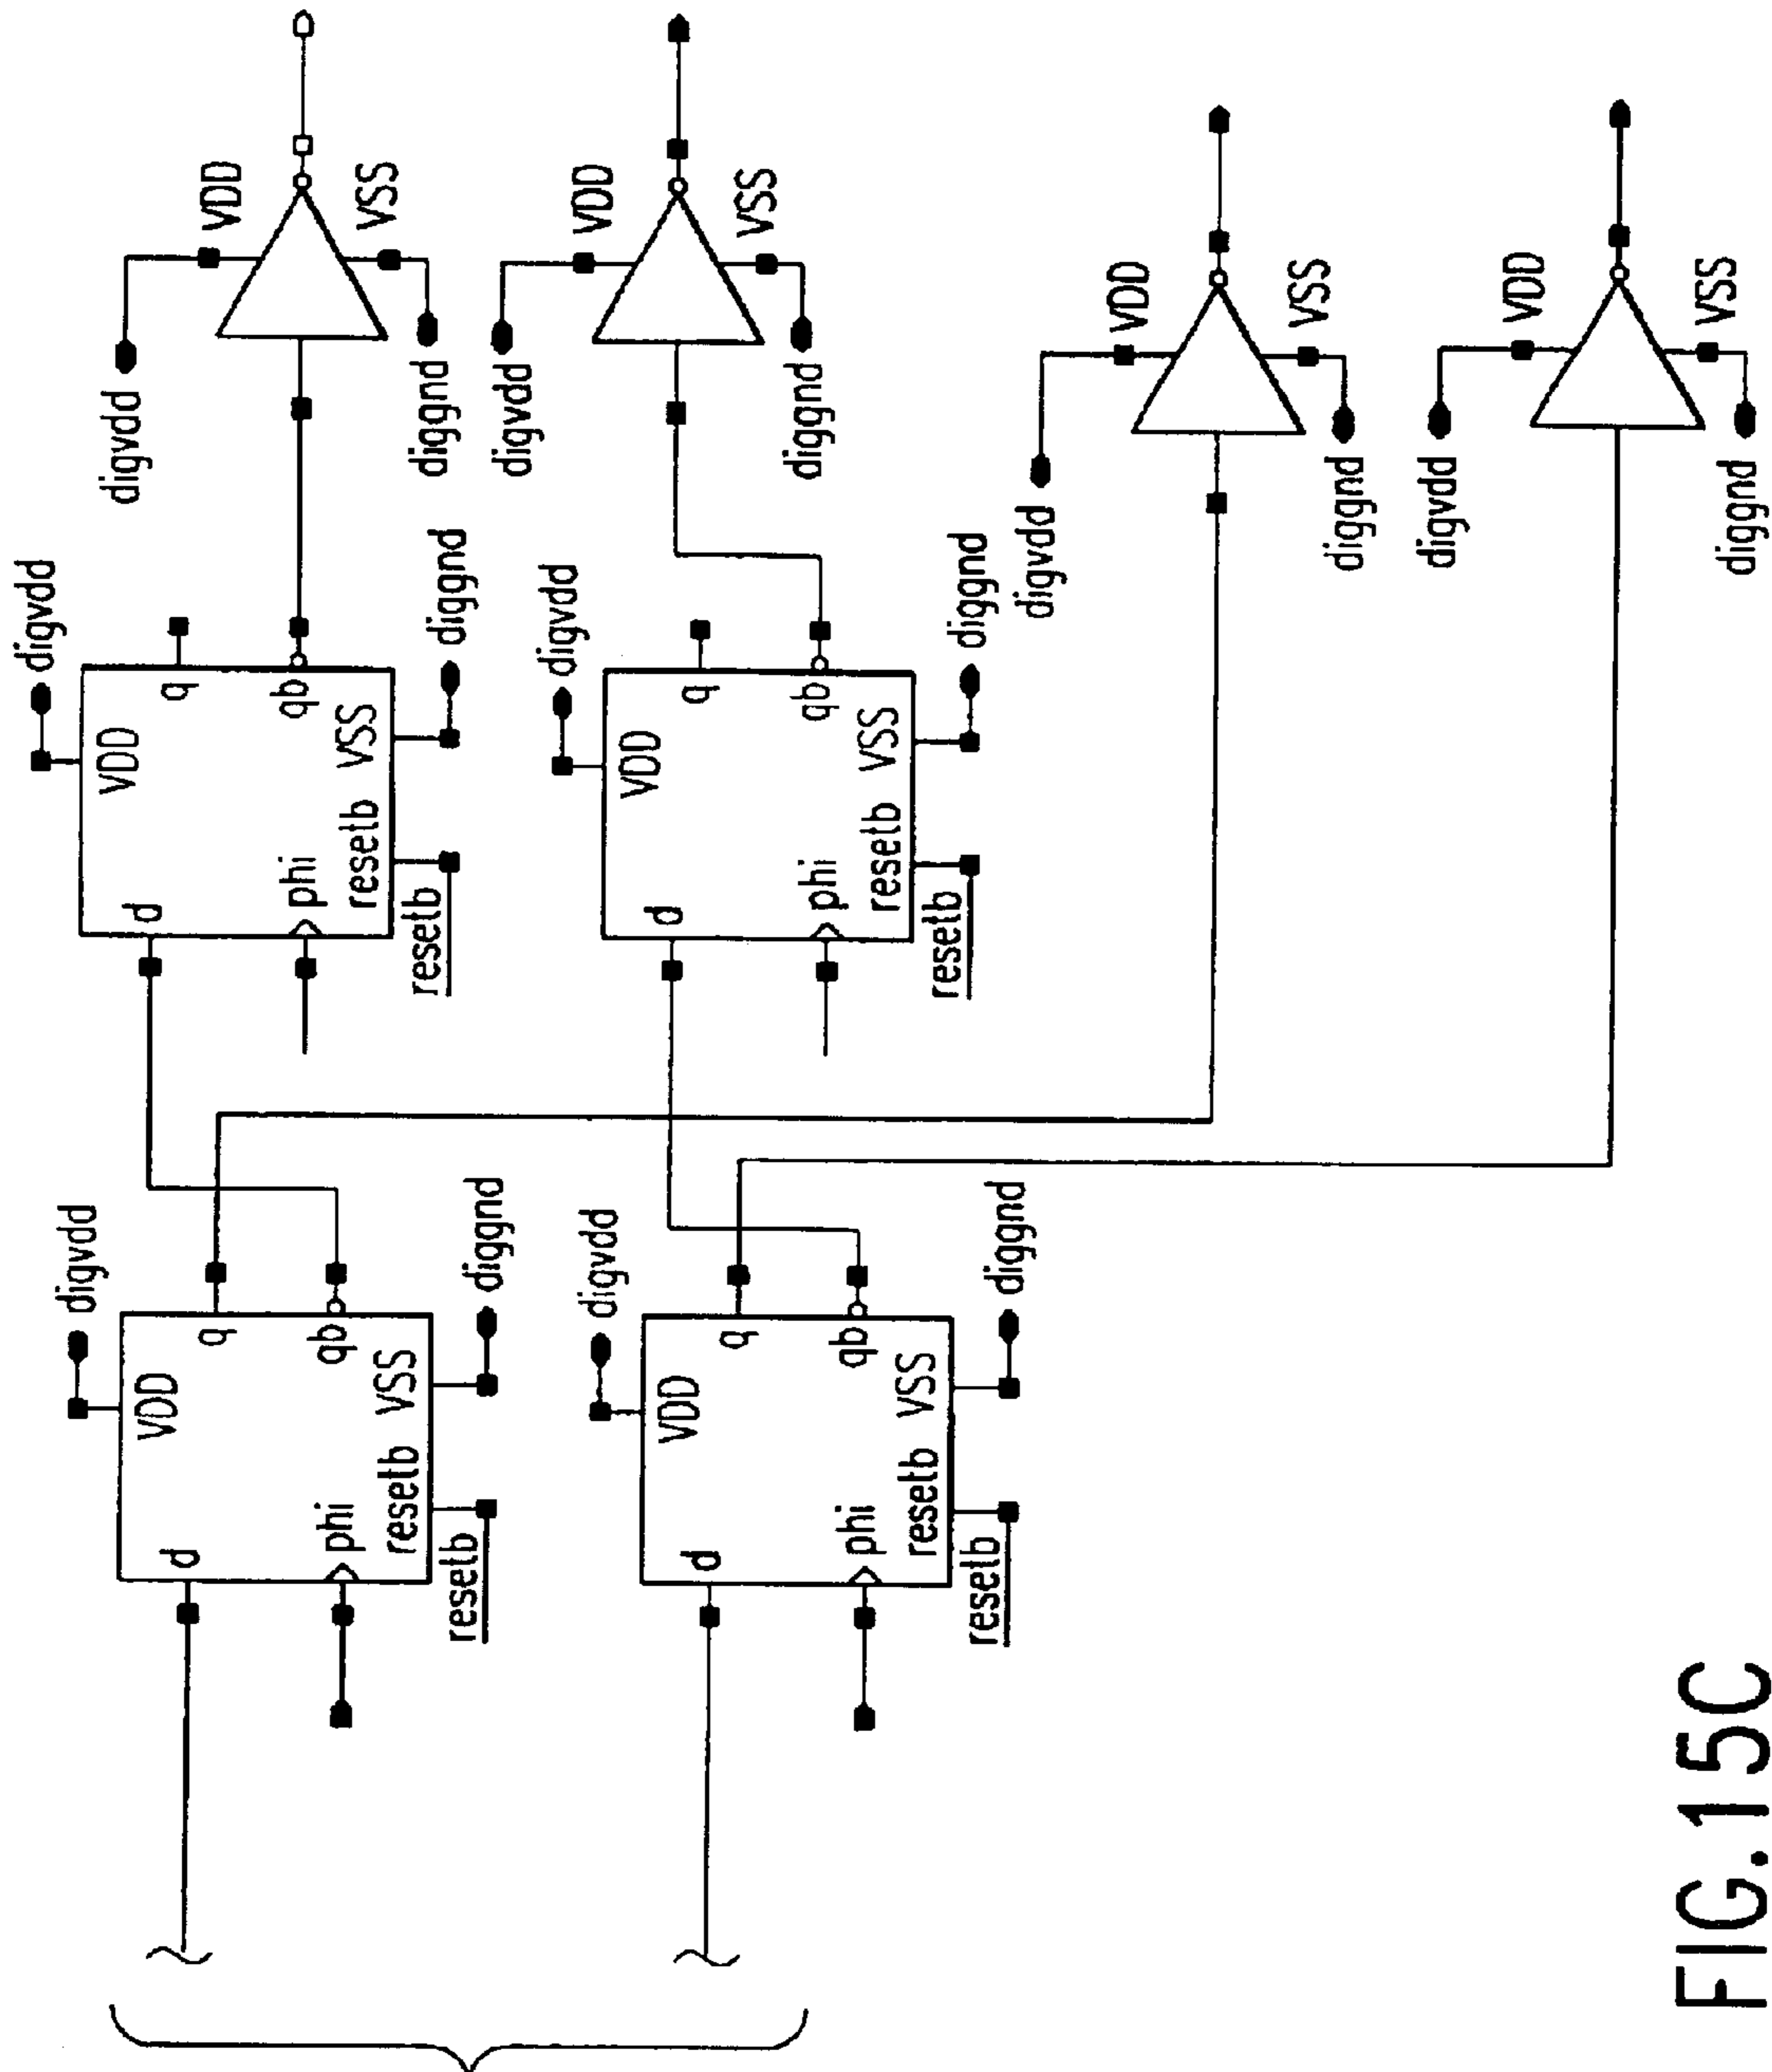 digvdd
VDD
d
q
phi
qb
resetb
VSS
resetb
diggnd
digvdd
VDD
d
q
phi
qb
resetb
VSS
resetb
diggnd
digvdd
VDD
VSS
diggnd
digvdd
VDD
d
q
phi
qb
resetb
VSS
resetb
diggnd
digvdd
VDD
d
q
phi
qb
resetb
VSS
resetb
diggnd
digvdd
VDD
VSS
diggnd
digvdd
VDD
VSS
diggnd
digvdd
VDD
VSS
diggnd
FIG.15C